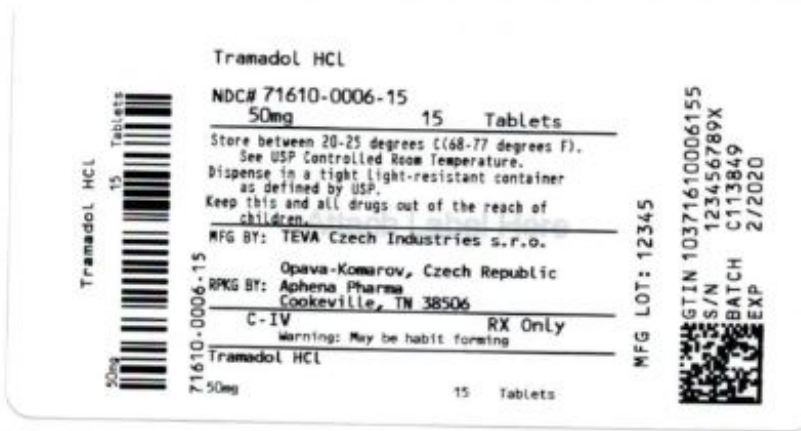 Tramadol HCl
NDC# 71610-0006-15
50mg 15 Tablets
Store between 20-25 degrees C(68-77 degrees F).
See USP Controlled Room Temperature.
Dispense in a tight light-resistant container
as defined by USP.
Keep this and all drugs out of the reach of
children.
Attach Label Here
MFG BY: TEVA Czech Industries s.r.o.
Opava-Komarov, Czech Republic
RPKG BY: Aphena Pharma
Cookeville, TN 38506
C-IV RX Only
Warning: May be habit forming
Tramadol HCl
50mg 15 Tablets
Tramadol HCl
50mg 15 Tablets
71610-0006-15
MFG LOT: 12345
GTIN 10371610006155
S/N 123456789X
BATCH C113849
EXP 2/2020